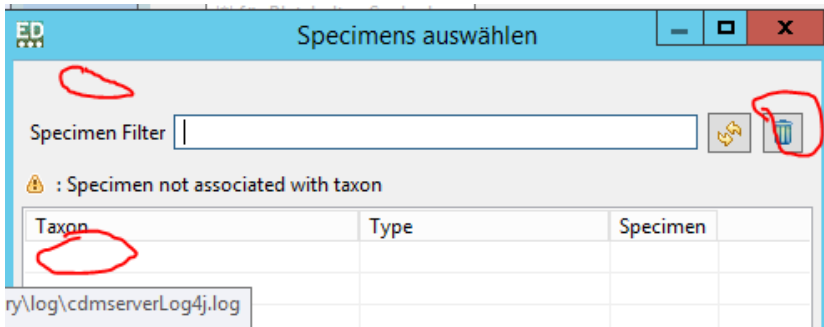 ED
Specimens auswählen
Specimen Filter
: Specimen not associated with taxon
Taxon Type Specimen
ry\log\cdmserverLog4j.log